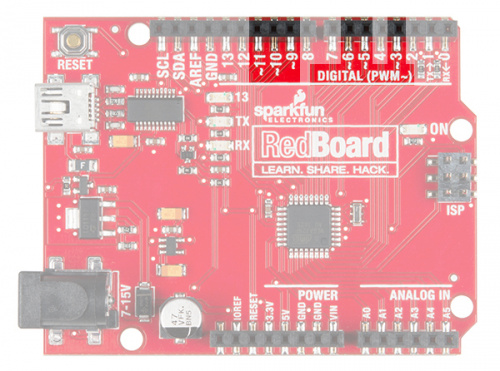 SCL
SDA
AREF
GND
13
12
~11
~10
~9
8
7
~6
~5
4
~3
2
TX→1
RX←0
RESET
DIGITAL (PWM~)
13
TX
RX
sparkfun
ELECTRONICS
ON
RedBoard
LEARN. SHARE. HACK.
ISP
7-15V
47
VFK
BN5
POWER
ANALOG IN
IOREF
RESET
3.3V
5V
GND
GND
VIN
A0
A1
A2
A3
A4
A5